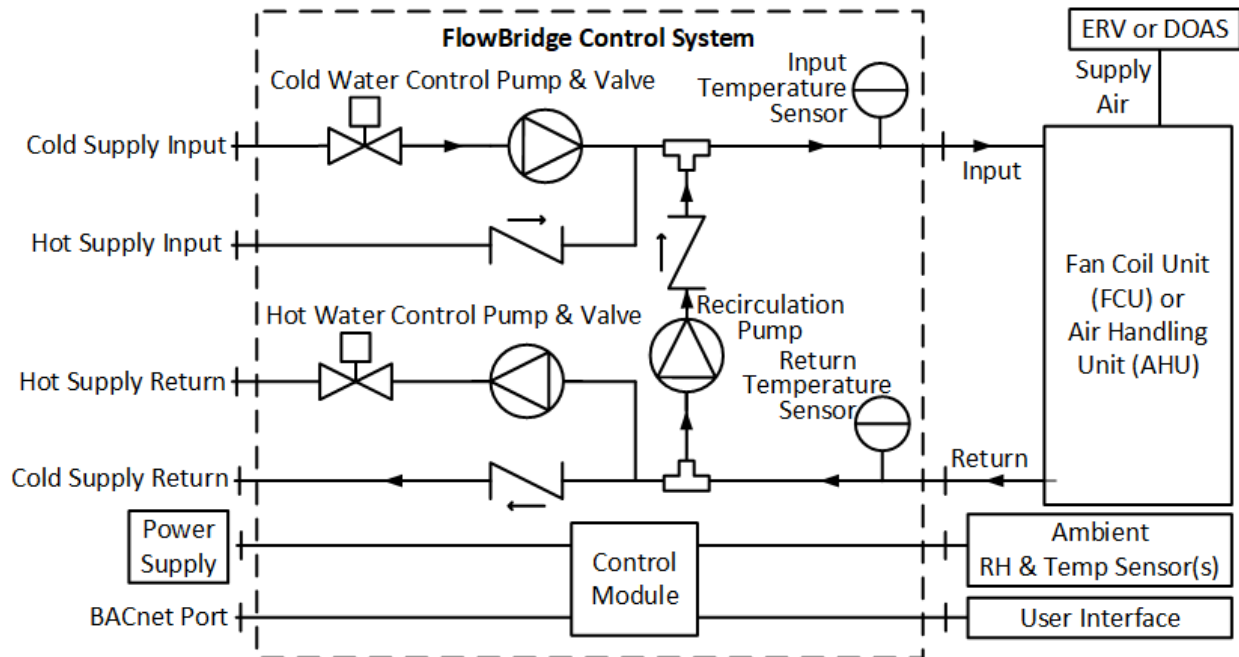 FlowBridge Control System
ERV or DOAS
Supply
Air
Cold Water Control Pump & Valve
Input
Temperature
Sensor
Cold Supply Input
Input
Hot Supply Input
Fan Coil Unit
(FCU) or
Air Handling
Unit (AHU)
Hot Water Control Pump & Valve
Recirculation
Pump
Return
Temperature
Sensor
Hot Supply Return
Cold Supply Return
Return
Power
Supply
Control
Module
Ambient
RH & Temp Sensor(s)
BACnet Port
User Interface